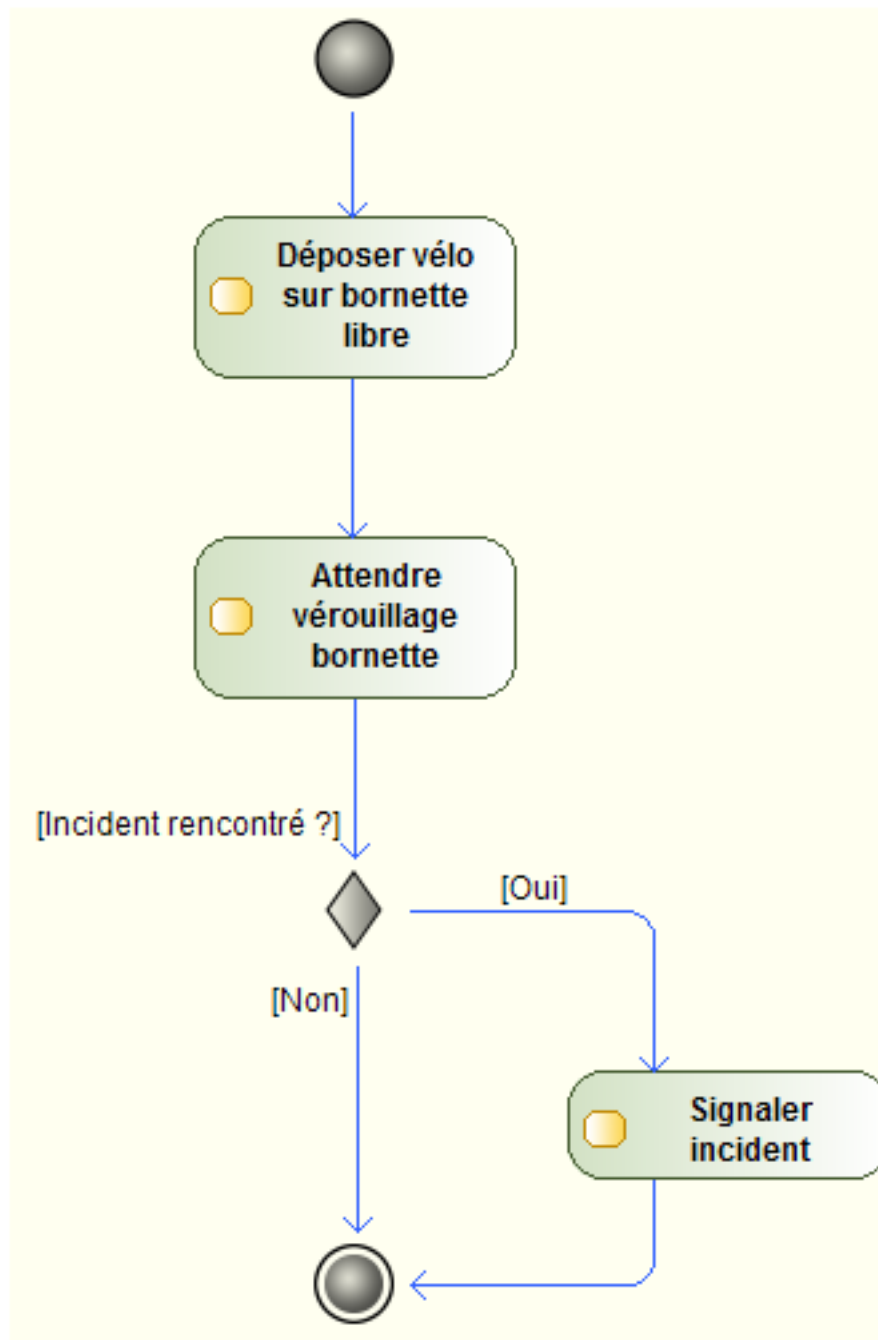 Déposer vélo
sur bornette
libre
Attendre
vérouillage
bornette
[Incident rencontré ?]
[Oui]
[Non]
Signaler
incident